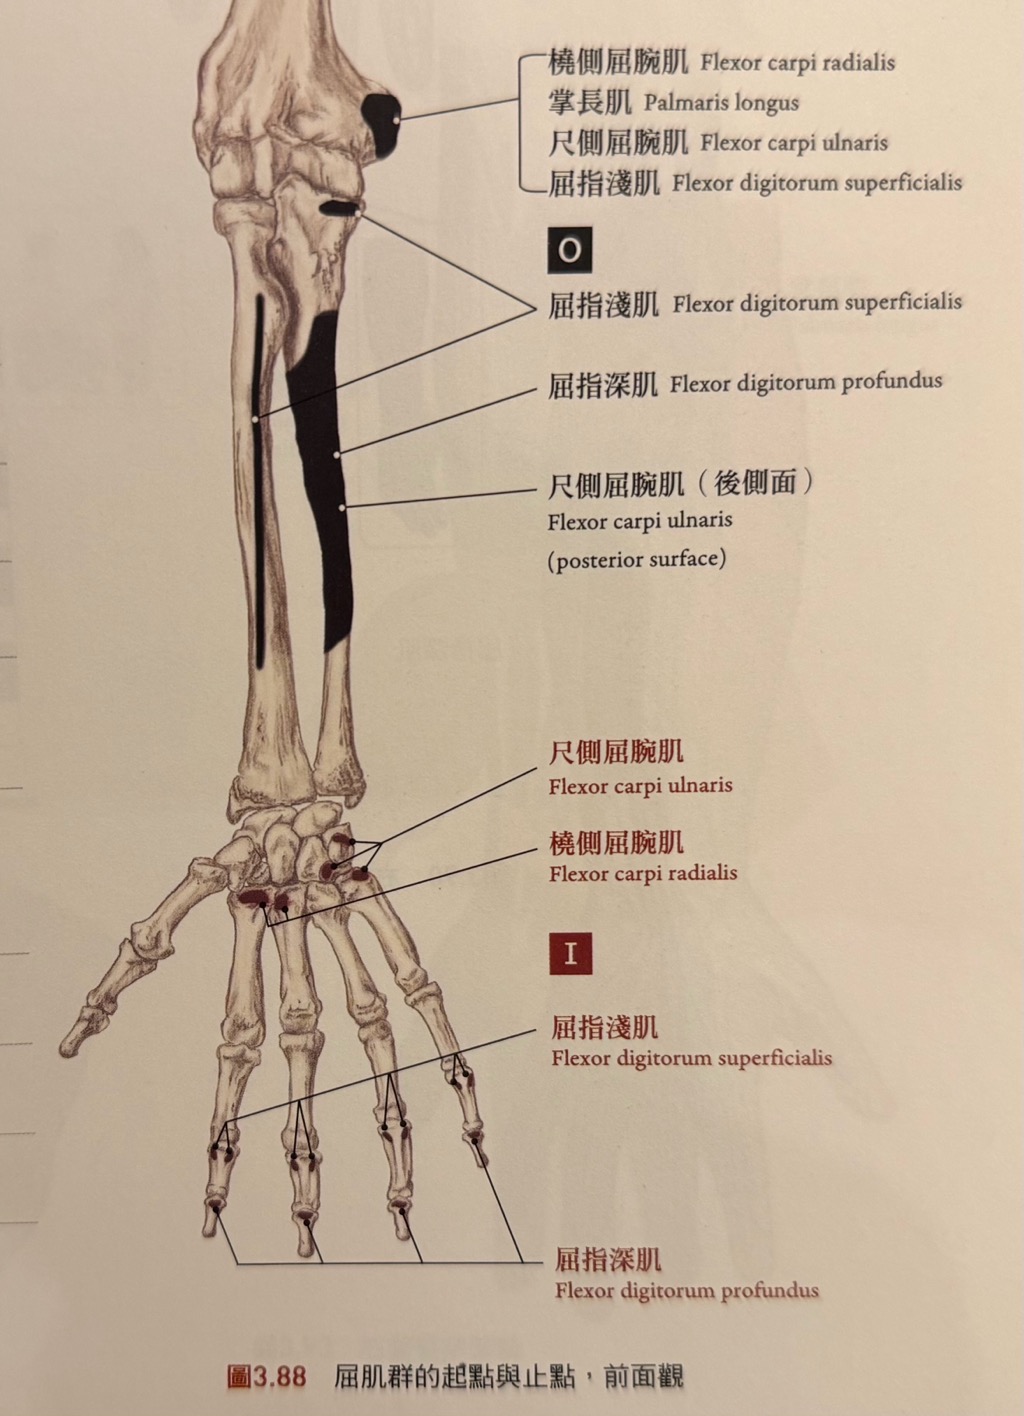 橈側屈腕肌 Flexor carpi radialis
掌長肌 Palmaris longus
尺側屈腕肌 Flexor carpi ulnaris
屈指淺肌 Flexor digitorum superficialis
O
屈指淺肌 Flexor digitorum superficialis
屈指深肌 Flexor digitorum profundus
尺側屈腕肌（後側面）
Flexor carpi ulnaris
(posterior surface)
尺側屈腕肌
Flexor carpi ulnaris
橈側屈腕肌
Flexor carpi radialis
I
屈指淺肌
Flexor digitorum superficialis
屈指深肌
Flexor digitorum profundus
圖3.88 屈肌群的起點與止點，前面觀